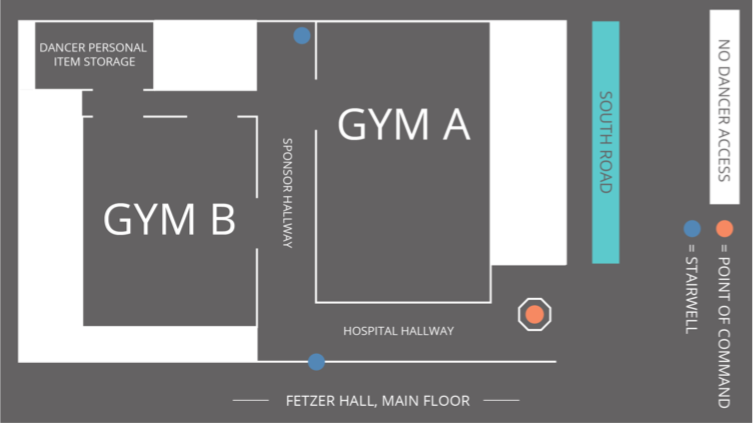 DANCER PERSONAL
ITEM STORAGE
GYM A
GYM B
SPONSOR HALLWAY
HOSPITAL HALLWAY
SOUTH ROAD
NO DANCER ACCESS
= POINT OF COMMAND
= STAIRWELL
FETZER HALL, MAIN FLOOR